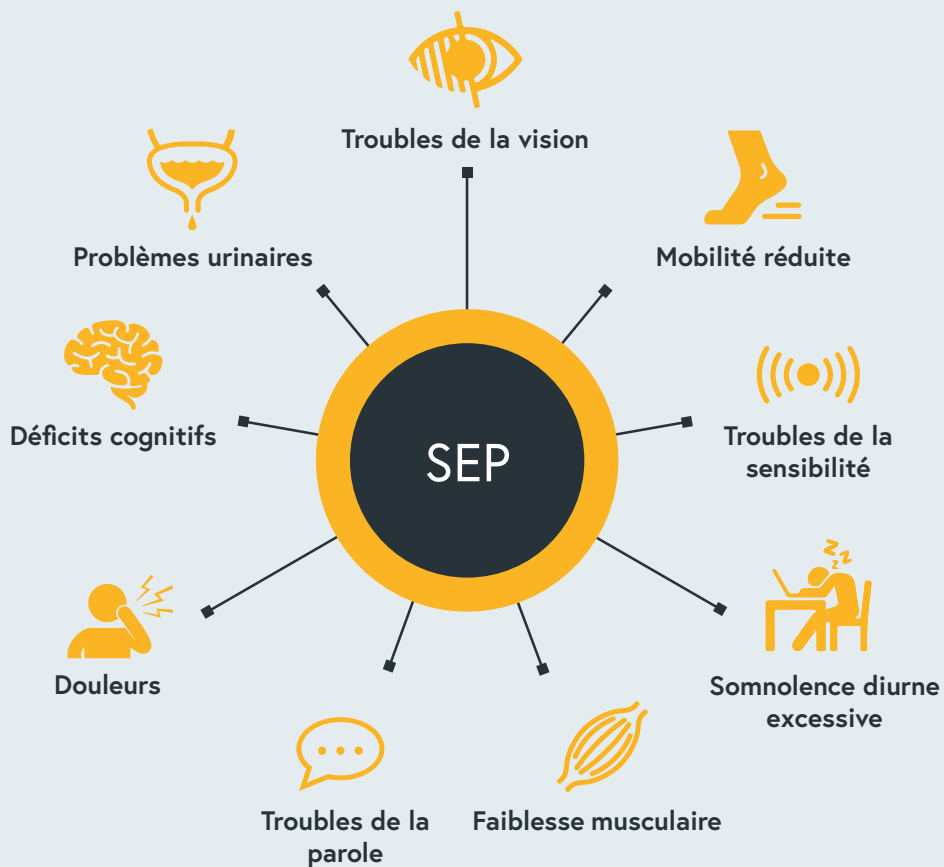 Troubles de la vision
Problèmes urinaires
Mobilité réduite
Déficits cognitifs
SEP
Troubles de la
sensibilité
Douleurs
zzz
Somnolence diurne
excessive
Troubles de la
parole
Faiblesse musculaire